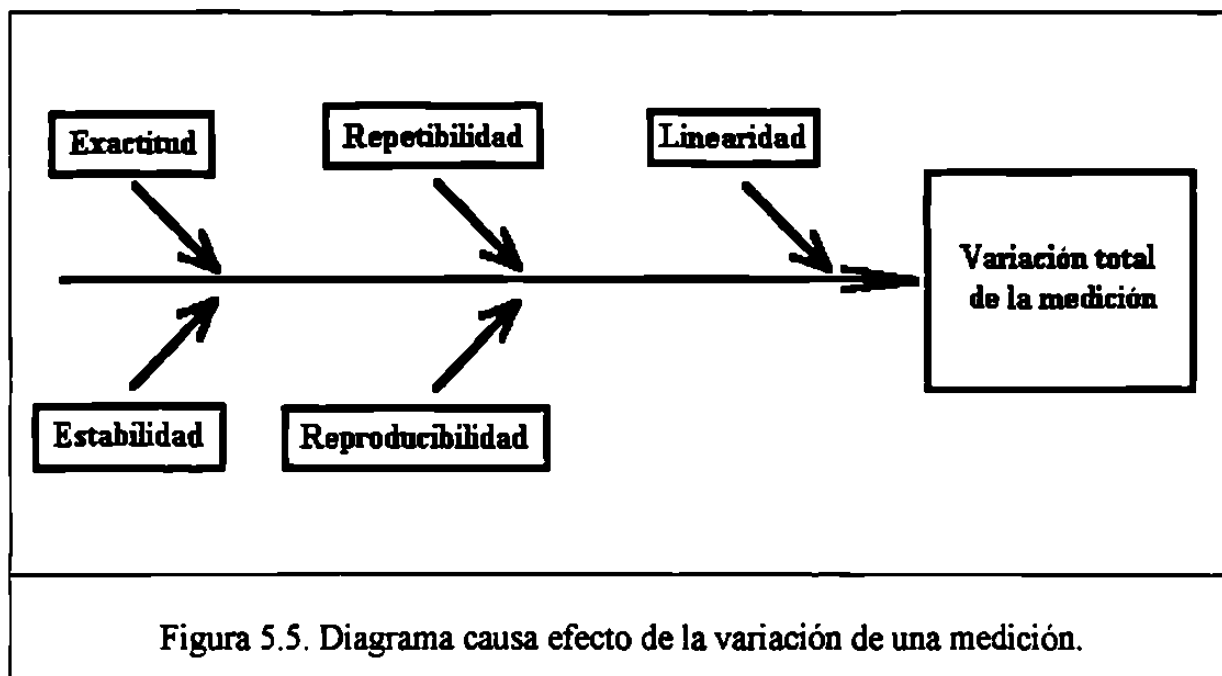 Exactitud
Repetibilidad
Linearidad
Variación total
de la medición
Estabilidad
Reproducibilidad
Figura 5.5. Diagrama causa efecto de la variación de una medición.